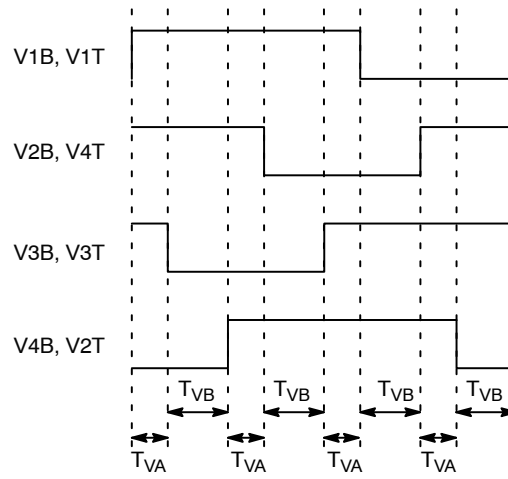 V1B, V1T
V2B, V4T
V3B, V3T
V4B, V2T
TVB TVB TVB TVB
TVA TVA TVA TVA